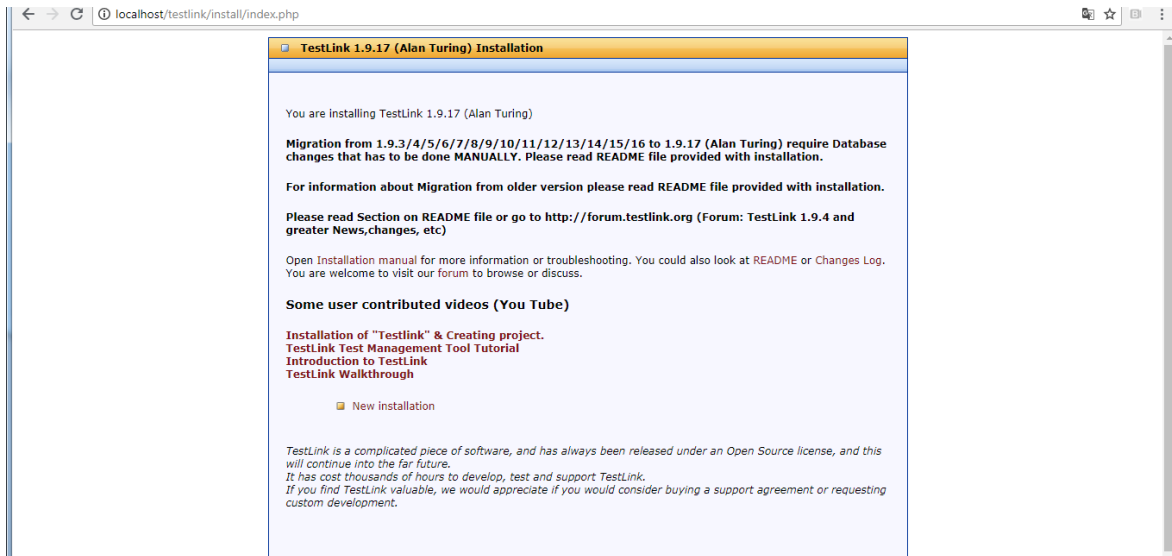 localhost/testlink/install/index.php
TestLink 1.9.17 (Alan Turing) Installation
You are installing TestLink 1.9.17 (Alan Turing)
Migration from 1.9.3/4/5/6/7/8/9/10/11/12/13/14/15/16 to 1.9.17 (Alan Turing) require Database
changes that has to be done MANUALLY. Please read README file provided with installation.
For information about Migration from older version please read README file provided with installation.
Please read Section on README file or go to http://forum.testlink.org (Forum: TestLink 1.9.4 and
greater News,changes, etc)
Open Installation manual for more information or troubleshooting. You could also look at README or Changes Log.
You are welcome to visit our forum to browse or discuss.
Some user contributed videos (You Tube)
Installation of "Testlink" & Creating project.
TestLink Test Management Tool Tutorial
Introduction to TestLink
TestLink Walkthrough
New installation
TestLink is a complicated piece of software, and has always been released under an Open Source license, and this
will continue into the far future.
It has cost thousands of hours to develop, test and support TestLink.
If you find TestLink valuable, we would appreciate if you would consider buying a support agreement or requesting
custom development.